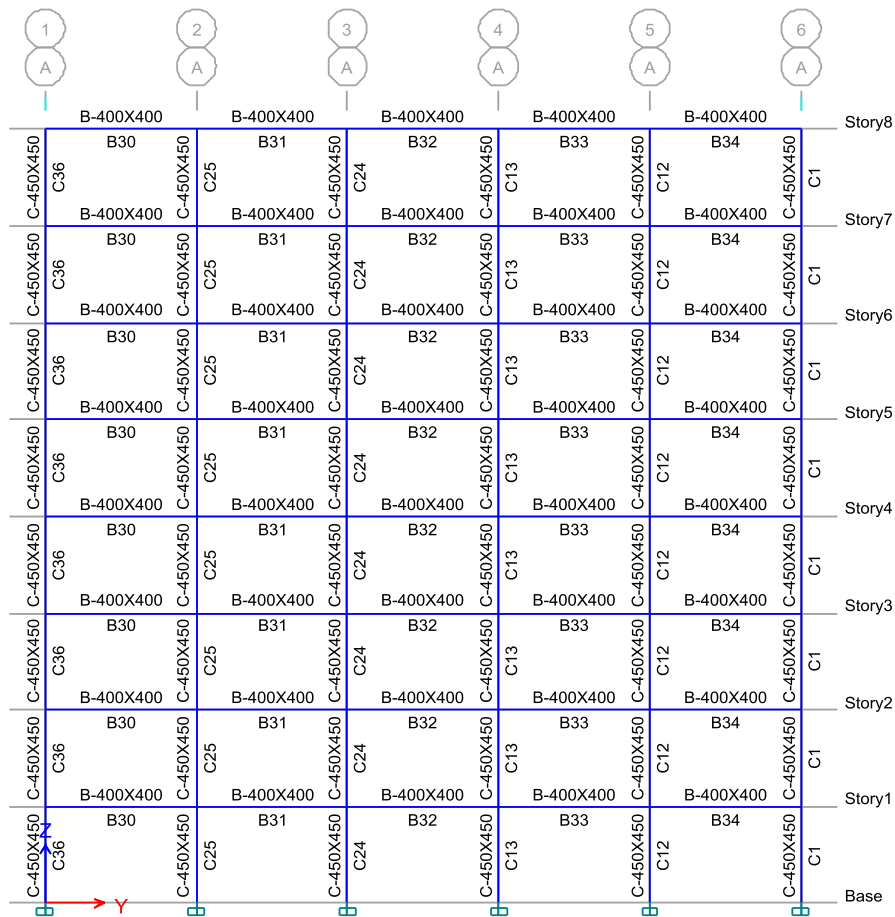 1 2 3 4 5 6
A A A A A A
B-400X400 B-400X400 B-400X400 B-400X400 B-400X400 Story8
B30 B31 B32 B33 B34
C-450X450 C36 C-450X450 C25 C-450X450 C24 C-450X450 C13 C-450X450 C12 C-450X450 C1
B-400X400 B-400X400 B-400X400 B-400X400 B-400X400 Story7
B30 B31 B32 B33 B34
C-450X450 C36 C-450X450 C25 C-450X450 C24 C-450X450 C13 C-450X450 C12 C-450X450 C1
B-400X400 B-400X400 B-400X400 B-400X400 B-400X400 Story6
B30 B31 B32 B33 B34
C-450X450 C36 C-450X450 C25 C-450X450 C24 C-450X450 C13 C-450X450 C12 C-450X450 C1
B-400X400 B-400X400 B-400X400 B-400X400 B-400X400 Story5
B30 B31 B32 B33 B34
C-450X450 C36 C-450X450 C25 C-450X450 C24 C-450X450 C13 C-450X450 C12 C-450X450 C1
B-400X400 B-400X400 B-400X400 B-400X400 B-400X400 Story4
B30 B31 B32 B33 B34
C-450X450 C36 C-450X450 C25 C-450X450 C24 C-450X450 C13 C-450X450 C12 C-450X450 C1
B-400X400 B-400X400 B-400X400 B-400X400 B-400X400 Story3
B30 B31 B32 B33 B34
C-450X450 C36 C-450X450 C25 C-450X450 C24 C-450X450 C13 C-450X450 C12 C-450X450 C1
B-400X400 B-400X400 B-400X400 B-400X400 B-400X400 Story2
B30 B31 B32 B33 B34
C-450X450 C36 C-450X450 C25 C-450X450 C24 C-450X450 C13 C-450X450 C12 C-450X450 C1
B-400X400 B-400X400 B-400X400 B-400X400 B-400X400 Story1
B30 B31 B32 B33 B34
Z
C-450X450 C36 C-450X450 C25 C-450X450 C24 C-450X450 C13 C-450X450 C12 C-450X450 C1
Y Base